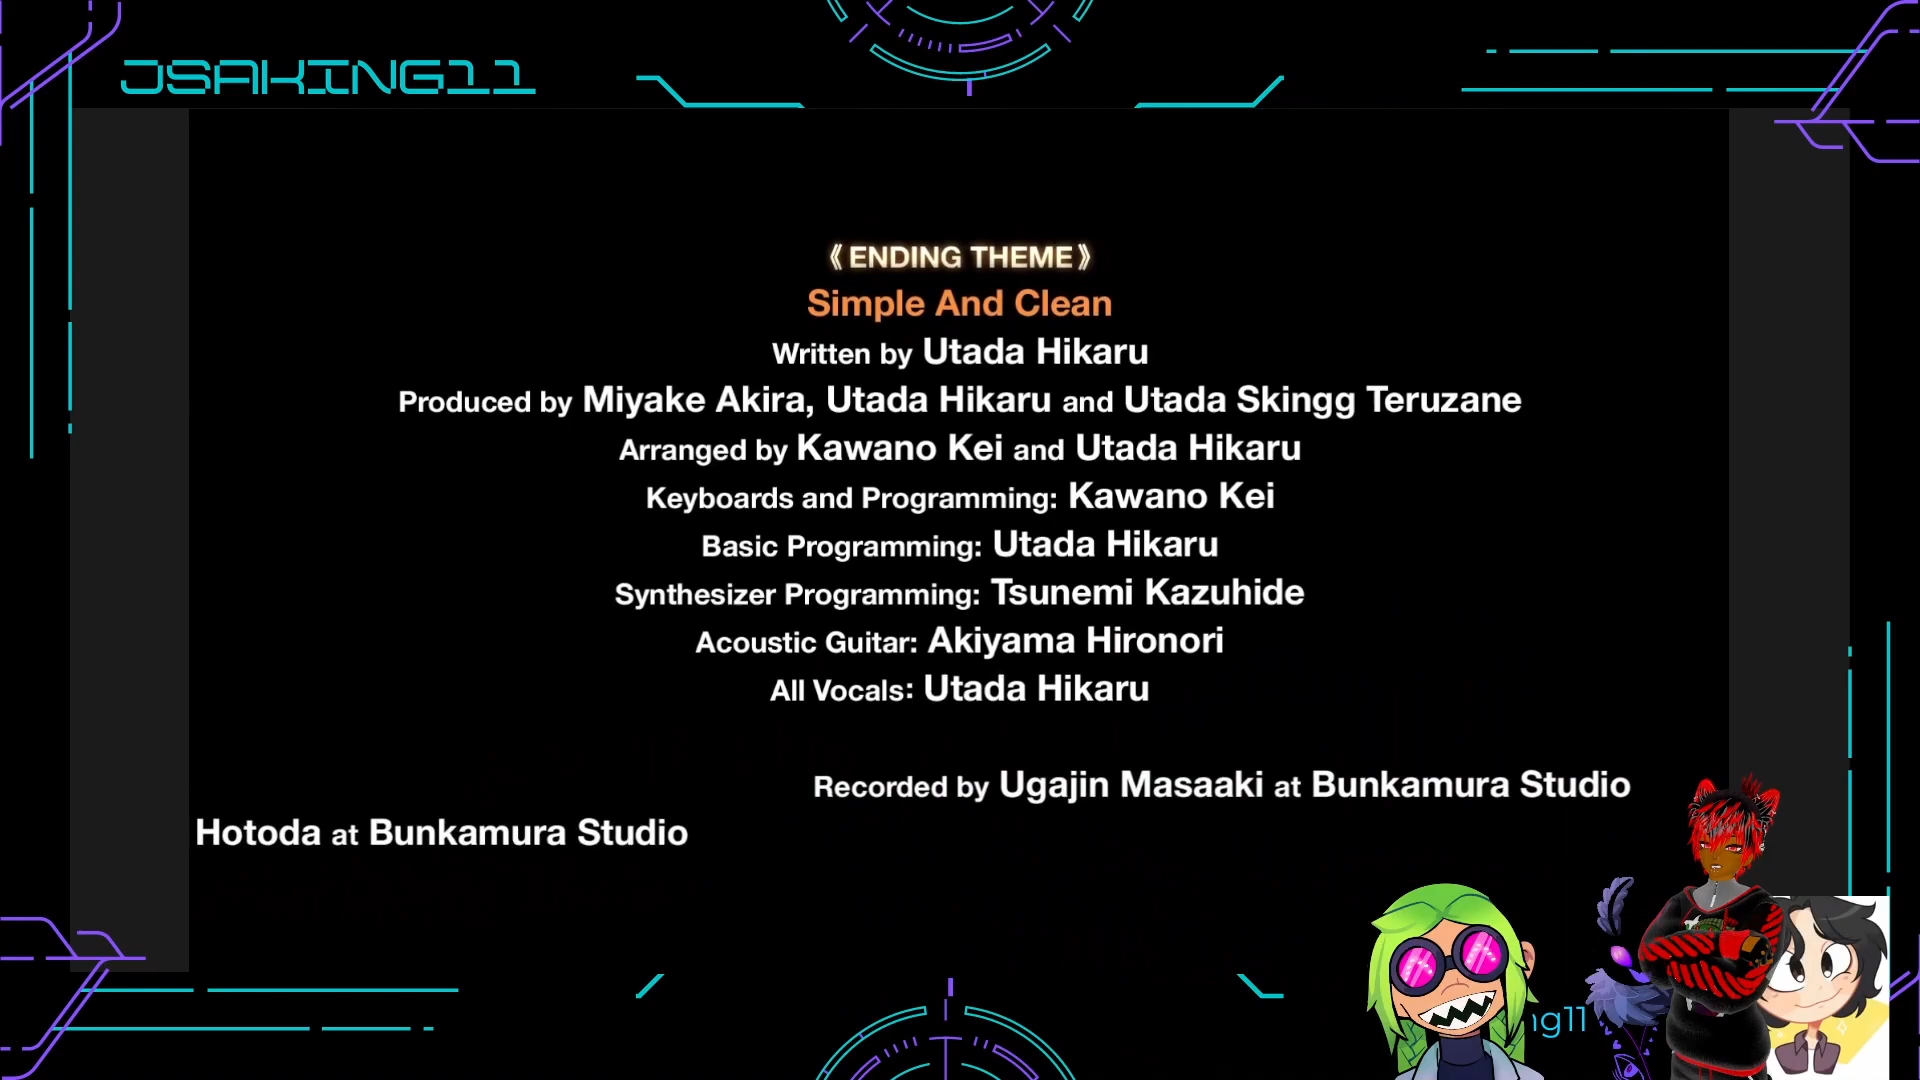 JSAKING11
《ENDING THEME》
Simple And Clean
Written by Utada Hikaru
Produced by Miyake Akira, Utada Hikaru and Utada Skingg Teruzane
Arranged by Kawano Kei and Utada Hikaru
Keyboards and Programming: Kawano Kei
Basic Programming: Utada Hikaru
Synthesizer Programming: Tsunemi Kazuhide
Acoustic Guitar: Akiyama Hironori
All Vocals: Utada Hikaru
Recorded by Ugajin Masaaki at Bunkamura Studio
Hotoda at Bunkamura Studio
ng11